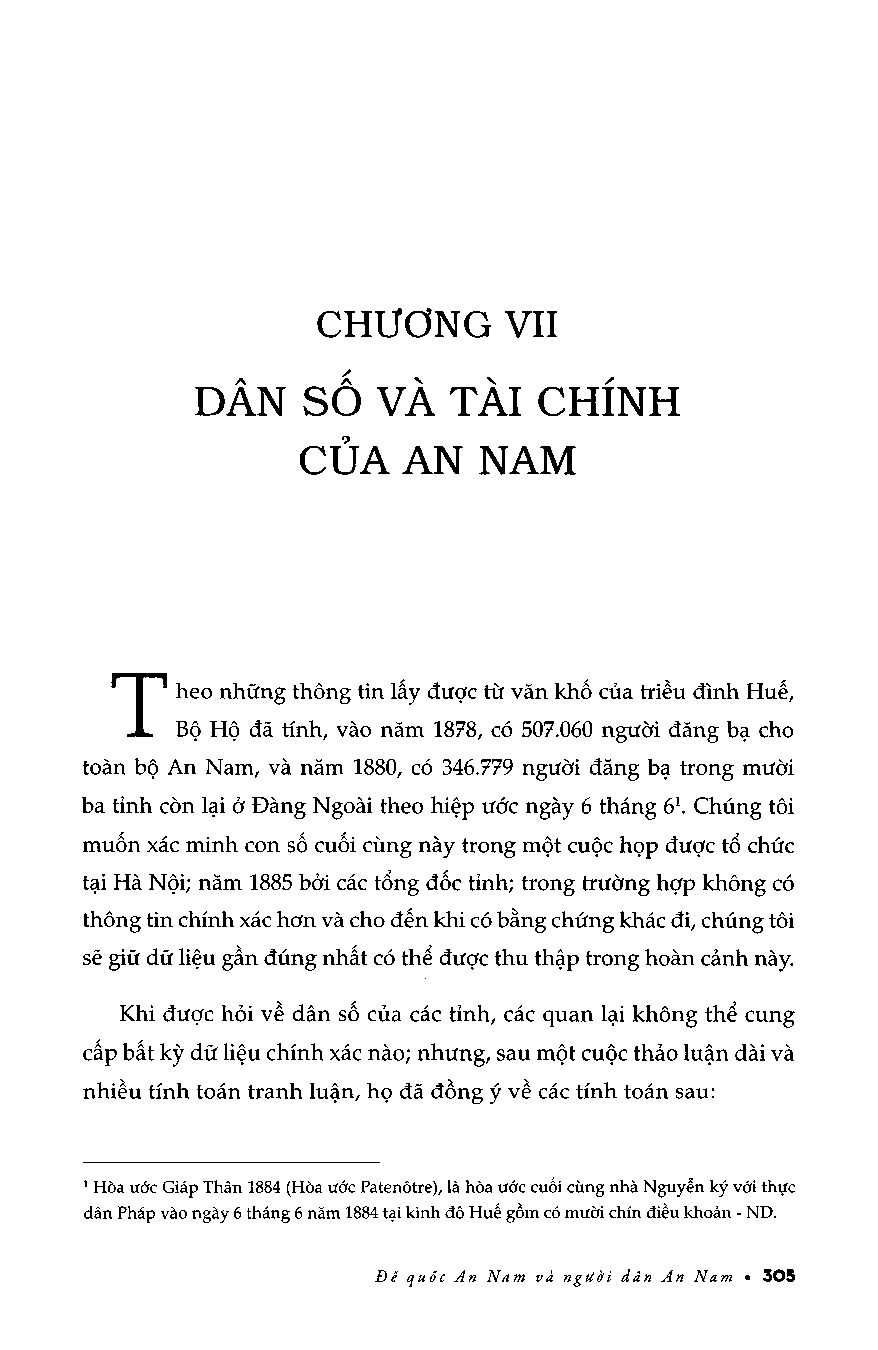 CHƯƠNG VII
DÂN SỐ VÀ TÀI CHÍNH
CỦA AN NAM
Theo những thông tin lấy được từ văn khố của triều đình Huế,
Bộ Hộ đã tính, vào năm 1878, có 507.060 người đăng bạ cho
toàn bộ An Nam, và năm 1880, có 346.779 người đăng bạ trong mười
ba tỉnh còn lại ở Đàng Ngoài theo hiệp ước ngày 6 tháng 6¹. Chúng tôi
muốn xác minh con số cuối cùng này trong một cuộc họp được tổ chức
tại Hà Nội; năm 1885 bởi các tổng đốc tỉnh; trong trường hợp không có
thông tin chính xác hơn và cho đến khi có bằng chứng khác đi, chúng tôi
sẽ giữ dữ liệu gần đúng nhất có thể được thu thập trong hoàn cảnh này.
Khi được hỏi về dân số của các tỉnh, các quan lại không thể cung
cấp bất kỳ dữ liệu chính xác nào; nhưng, sau một cuộc thảo luận dài và
nhiều tính toán tranh luận, họ đã đồng ý về các tính toán sau:
¹ Hòa ước Giáp Thân 1884 (Hòa ước Patenôtre), là hòa ước cuối cùng nhà Nguyễn ký với thực
dân Pháp vào ngày 6 tháng 6 năm 1884 tại kinh đô Huế gồm có mười chín điều khoản - ND.
Đế quốc An Nam và người dân An Nam • 305